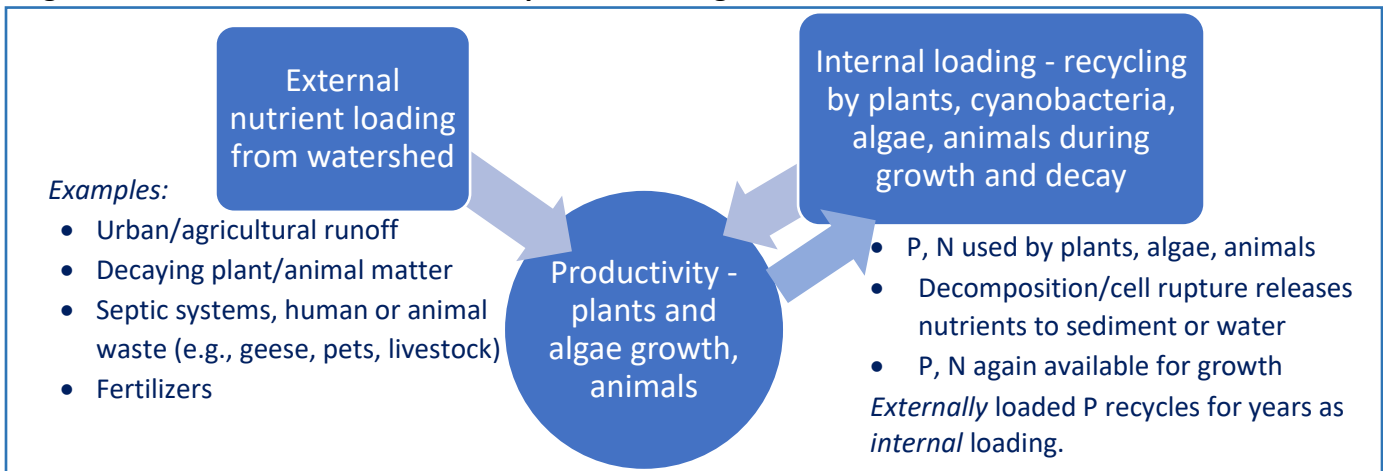 External
nutrient loading
from watershed
Examples:
• Urban/agricultural runoff
• Decaying plant/animal matter
• Septic systems, human or animal
waste (e.g., geese, pets, livestock)
• Fertilizers
Productivity -
plants and
algae growth,
animals
Internal loading - recycling
by plants, cyanobacteria,
algae, animals during
growth and decay
• P, N used by plants, algae, animals
• Decomposition/cell rupture releases
nutrients to sediment or water
• P, N again available for growth
Externally loaded P recycles for years as
internal loading.